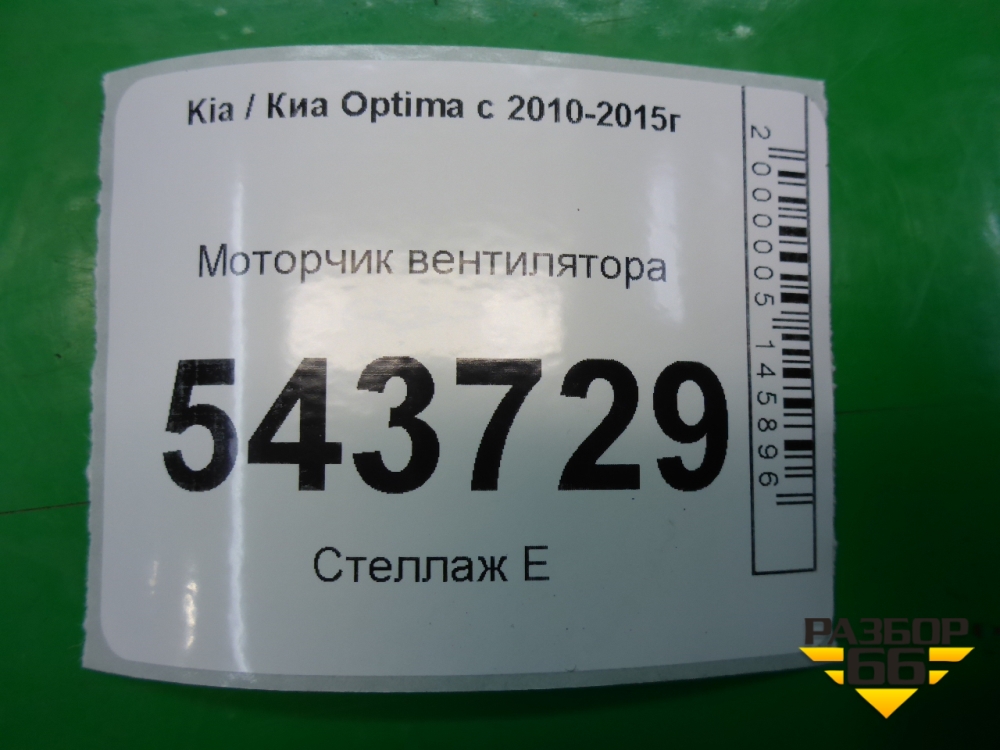 Kia / Киа Optima с 2010-2015г
Моторчик вентилятора
543729
Стеллаж Е
2000005145896
РАЗБОР
66